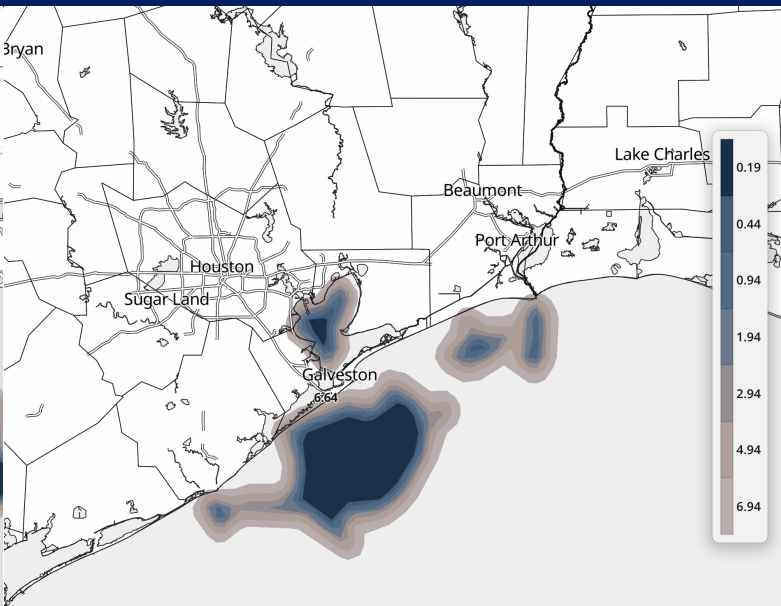 Bryan
Lake Charles
0.19
Beaumont
0.44
Port Arthur
Houston
0.94
Sugar Land
1.94
Galveston
6.64
2.94
4.94
6.94